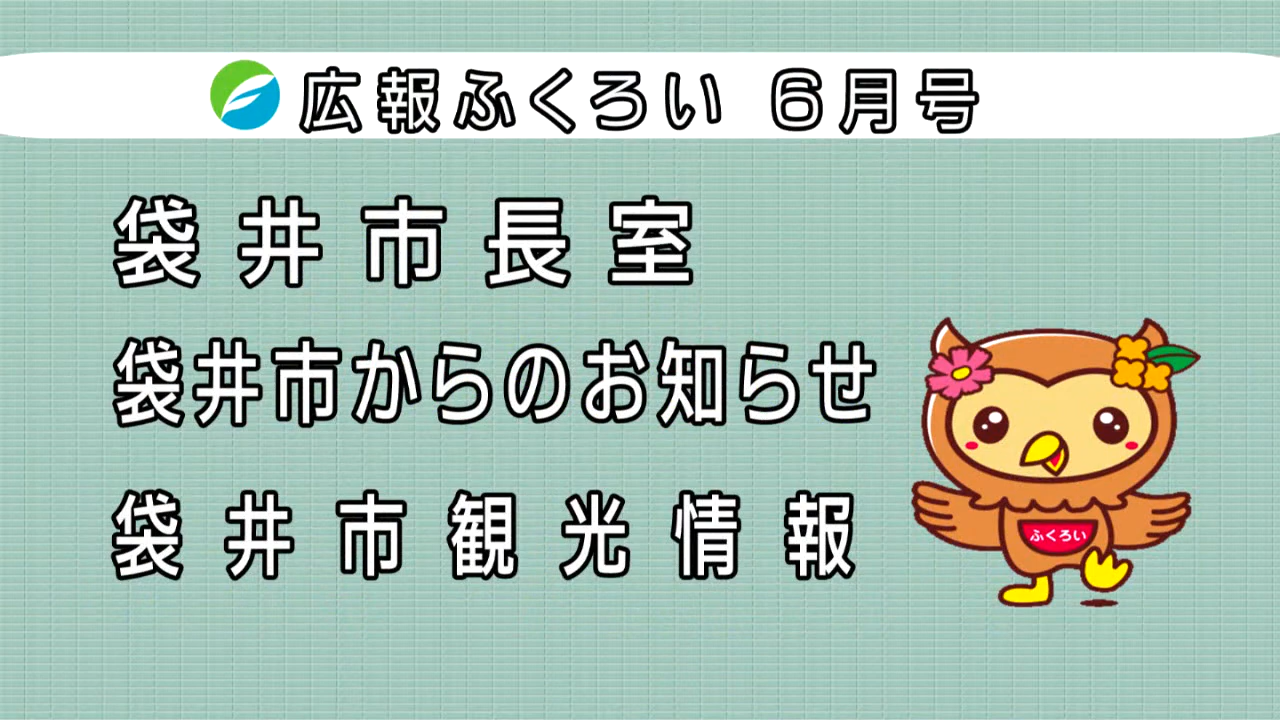 広報ふくろい 6月号
袋井市長室
袋井市からのお知らせ
袋井市観光情報
ふくろい